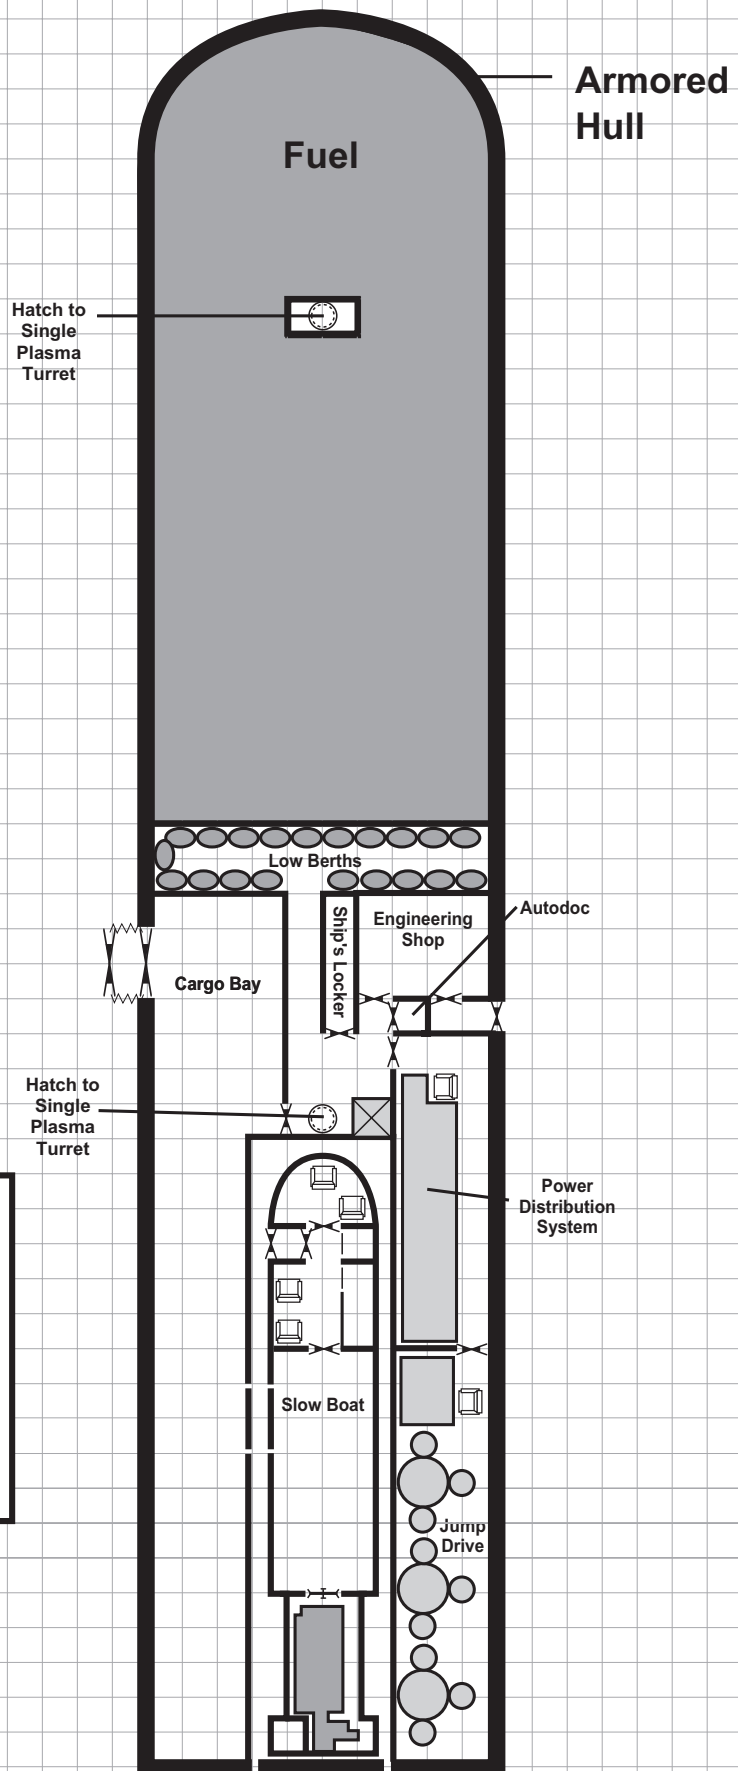 Armored
Hull
Fuel
Hatch to
Single
Plasma
Turret
Low Berths
Ship's Locker
Engineering
Shop
Autodoc
Cargo Bay
Hatch to
Single
Plasma
Turret
Power
Distribution
System
Slow Boat
Jump
Drive